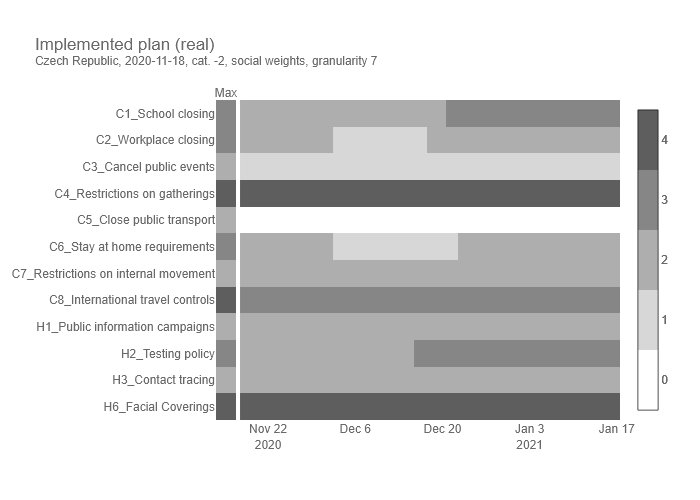 Implemented plan (real)
Czech Republic, 2020-11-18, cat. -2, social weights, granularity 7
Max
C1_School closing
C2_Workplace closing
C3_Cancel public events
C4_Restrictions on gatherings
C5_Close public transport
C6_Stay at home requirements
C7_Restrictions on internal movement
C8_International travel controls
H1_Public information campaigns
H2_Testing policy
H3_Contact tracing
H6_Facial Coverings
Nov 22 Dec 6 Dec 20 Jan 3 Jan 17
2020 2021
4
3
2
1
0